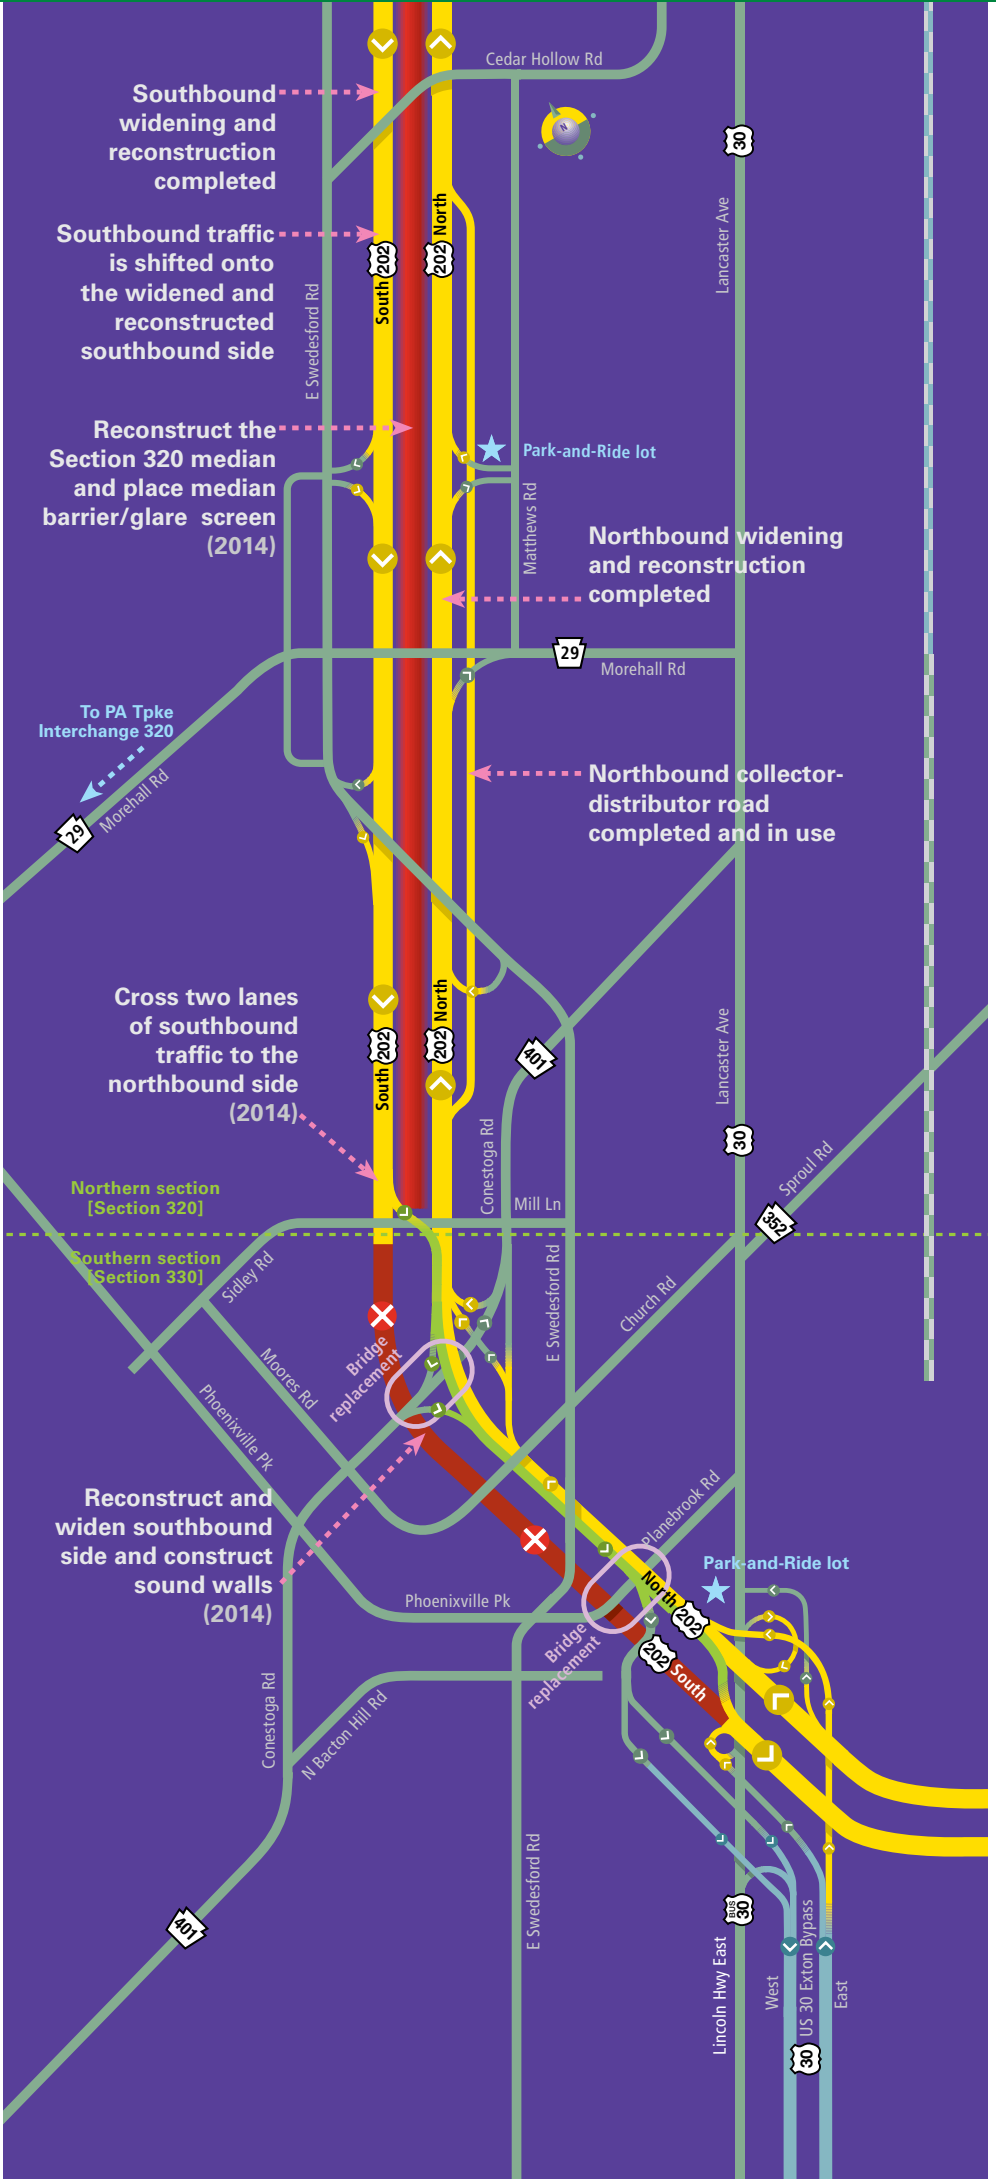 Cedar Hollow Rd
Southbound
widening and
reconstruction
completed
N
30
Lancaster Ave
Southbound traffic
is shifted onto
the widened and
reconstructed
southbound side
E Swedesford Rd
South 202
202 North
Reconstruct the
Section 320 median
and place median
barrier/glare screen
(2014)
Park-and-Ride lot
Matthews Rd
Northbound widening
and reconstruction
completed
29
Morehall Rd
To PA Tpke
Interchange 320
Morehall Rd
29
Northbound collector-
distributor road
completed and in use
Cross two lanes
of southbound
traffic to the
northbound side
(2014)
South 202
202 North
401
Conestoga Rd
Lancaster Ave
30
Sproul Rd
352
Mill Ln
Northern section
[Section 320]
Southern section
[Section 330]
Sidley Rd
E Swedesford Rd
Church Rd
Moores Rd
Bridge
replacement
Phoenixville Pk
Reconstruct and
widen southbound
side and construct
sound walls
(2014)
Planebrook Rd
Park-and-Ride lot
Phoenixville Pk
North 202
202 South
Bridge
replacement
Conestoga Rd
N Bacton Hill Rd
E Swedesford Rd
401
BUS
30
Lincoln Hwy East
West
US 30 Exton Bypass
East
30